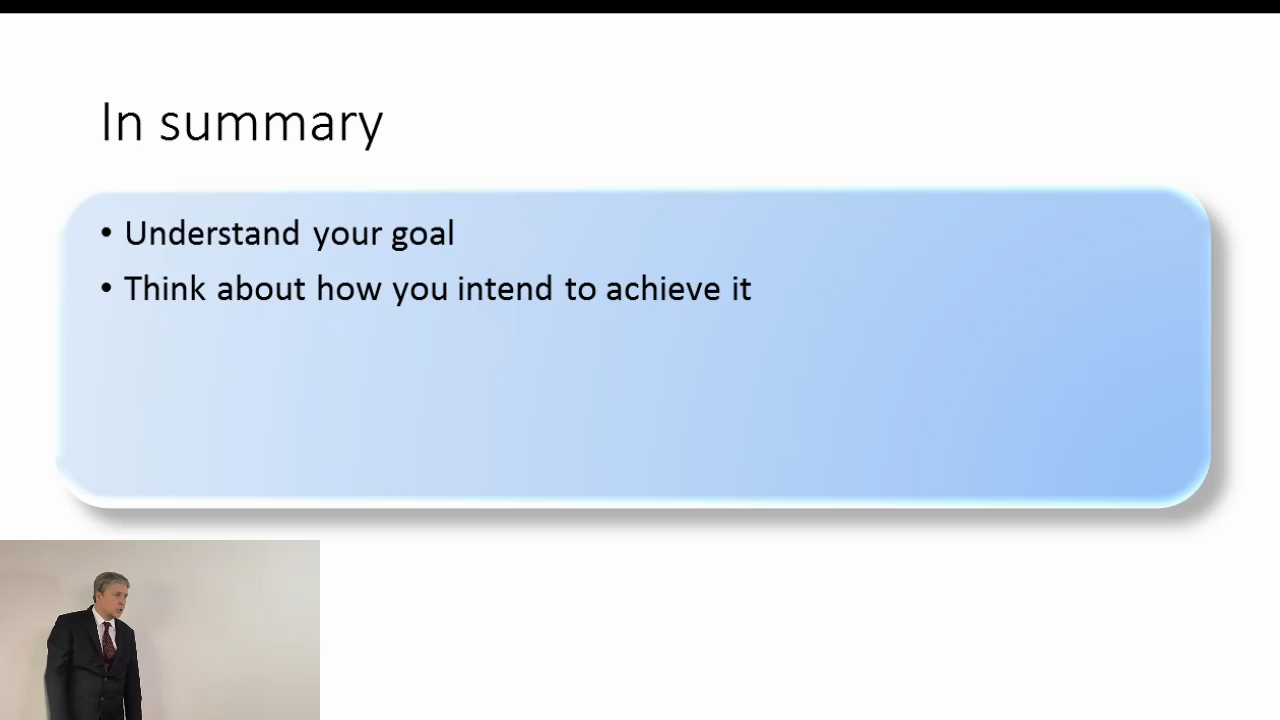 In summary
• Understand your goal
• Think about how you intend to achieve it